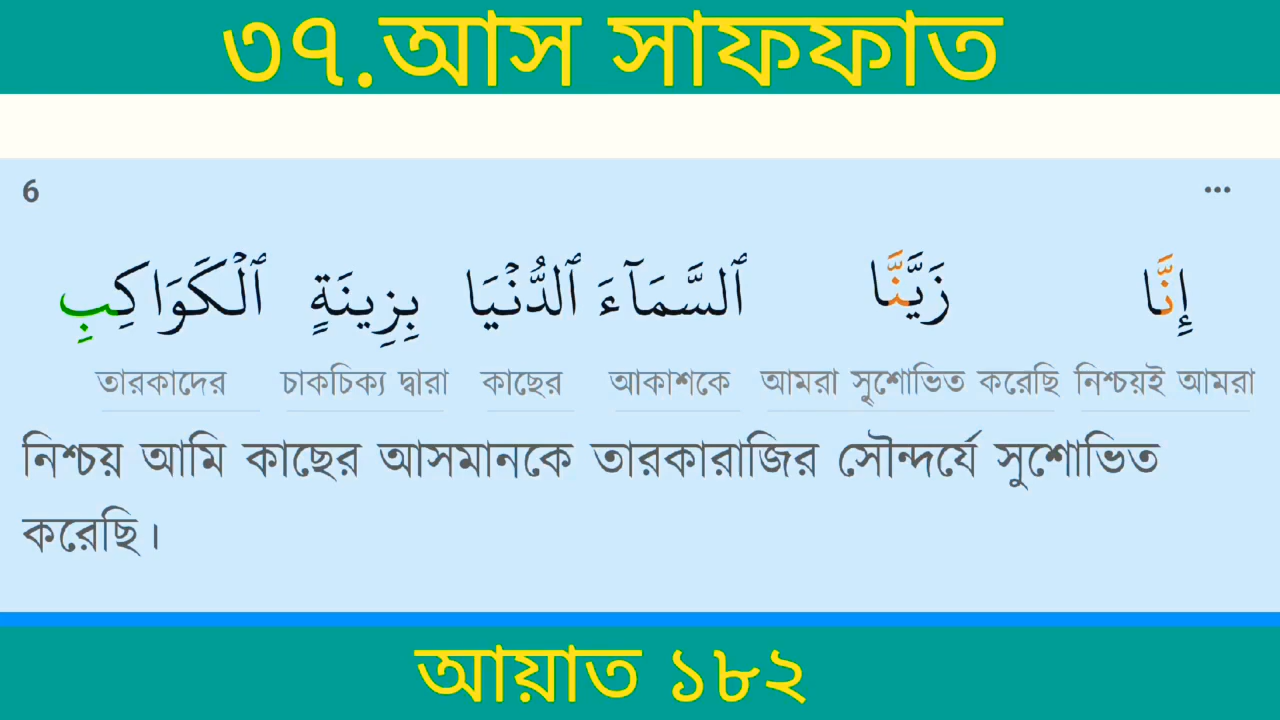 ৩৭.আস সাফফাত
6 ...
إِنَّا زَيَّنَّا ٱلسَّمَآءَ ٱلدُّنْيَا بِزِينَةٍ ٱلْكَوَاكِبِ
তারকাদের চাকচিক্য দ্বারা কাছের আকাশকে আমরা সুশোভিত করেছি নিশ্চয়ই আমরা
নিশ্চয় আমি কাছের আসমানকে তারকারাজির সৌন্দর্যে সুশোভিত
করেছি।
আয়াত ১৮২